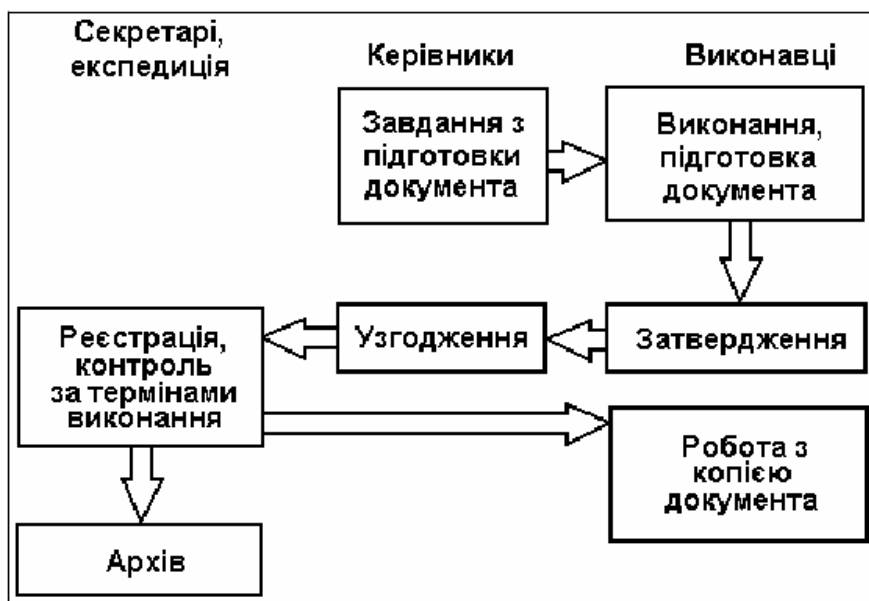 Секретарі,
експедиція
Керівники
Виконавці
Завдання з
підготовки
документа
Виконання,
підготовка
документа
Реєстрація,
контроль
за термінами
виконання
Узгодження
Затвердження
Робота з
копією
документа
Архів